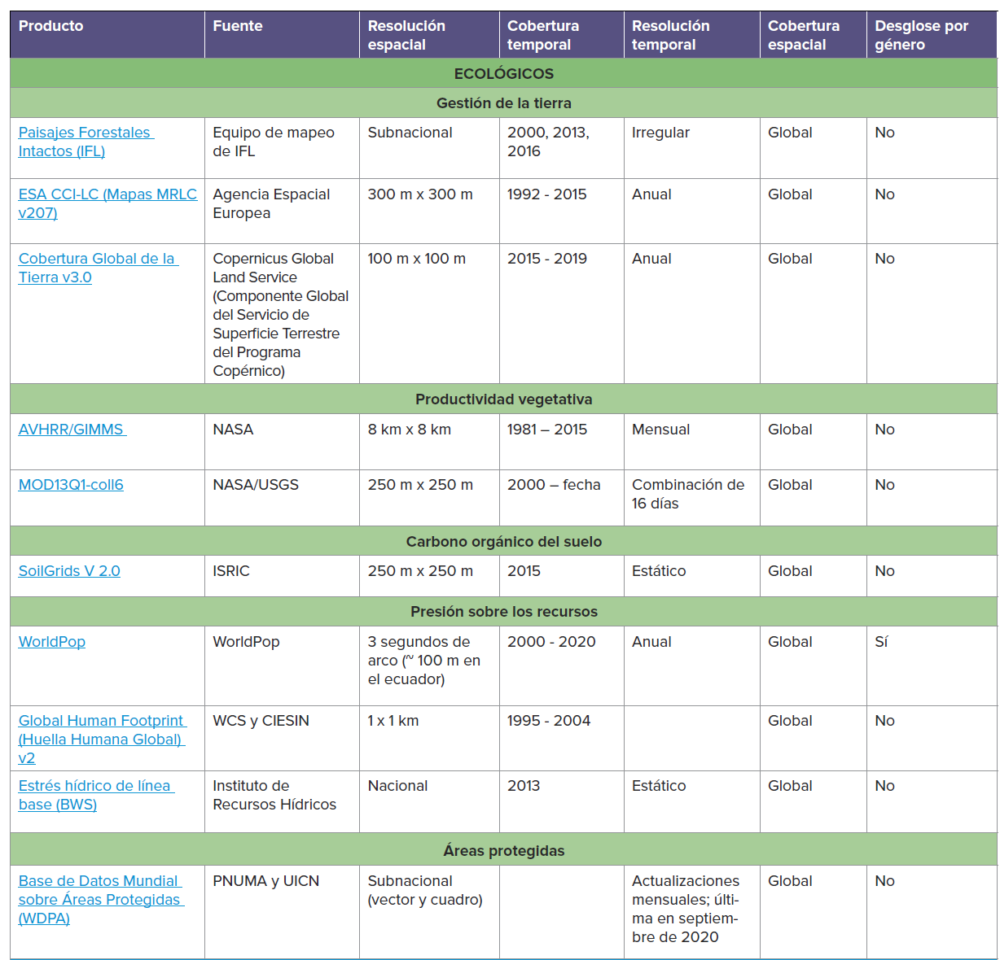 Producto
Fuente
Resolución
espacial
Cobertura
temporal
Resolución
temporal
Cobertura
espacial
Desglose por
género
ECOLÓGICOS
Gestión de la tierra
Paisajes Forestales
Intactos (IFL)
Equipo de mapeo
de IFL
Subnacional
2000, 2013,
2016
Irregular
Global
No
ESA CCI-LC (Mapas MRLC
v207)
Agencia Espacial
Europea
300 m x 300 m
1992 - 2015
Anual
Global
No
Cobertura Global de la
Tierra v3.0
Copernicus Global
Land Service
(Componente Global
del Servicio de
Superficie Terrestre
del Programa
Copérnico)
100 m x 100 m
2015 - 2019
Anual
Global
No
Productividad vegetativa
AVHRR/GIMMS
NASA
8 km x 8 km
1981 – 2015
Mensual
Global
No
MOD13Q1-coll6
NASA/USGS
250 m x 250 m
2000 – fecha
Combinación de
16 días
Global
No
Carbono orgánico del suelo
SoilGrids V 2.0
ISRIC
250 m x 250 m
2015
Estático
Global
No
Presión sobre los recursos
WorldPop
WorldPop
3 segundos de
arco (~ 100 m en
el ecuador)
2000 - 2020
Anual
Global
Sí
Global Human Footprint
(Huella Humana Global)
v2
WCS y CIESIN
1 x 1 km
1995 - 2004
Global
No
Estrés hídrico de línea
base (BWS)
Instituto de
Recursos Hídricos
Nacional
2013
Estático
Global
No
Áreas protegidas
Base de Datos Mundial
sobre Áreas Protegidas
(WDPA)
PNUMA y UICN
Subnacional
(vector y cuadro)
Actualizaciones
mensuales; últi-
ma en septiem-
bre de 2020
Global
No